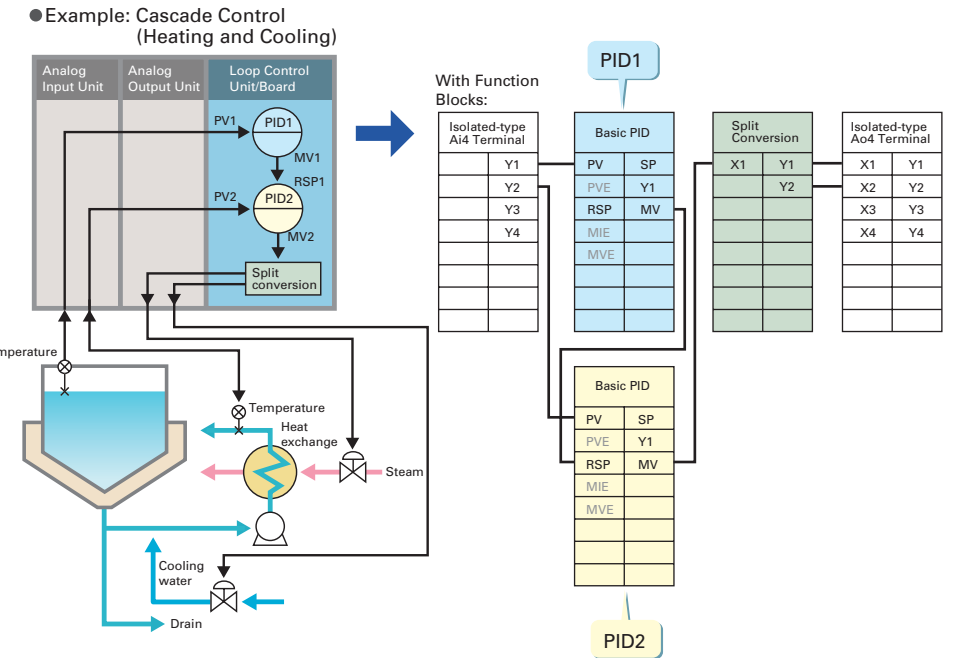 ●Example: Cascade Control
(Heating and Cooling)
Analog
Input Unit
Analog
Output Unit
Loop Control
Unit/Board
PV1
PID1
MV1
RSP1
PV2
PID2
MV2
Split
conversion
mperature
Temperature
Heat
exchange
Steam
Cooling
water
Drain
PID1
With Function
Blocks:
Isolated-type
Ai4 Terminal
Y1
Y2
Y3
Y4
Basic PID
PV SP
PVE Y1
RSP MV
MIE
MVE
Split
Conversion
X1 Y1
Y2
Isolated-type
Ao4 Terminal
X1 Y1
X2 Y2
X3 Y3
X4 Y4
Basic PID
PV SP
PVE Y1
RSP MV
MIE
MVE
PID2